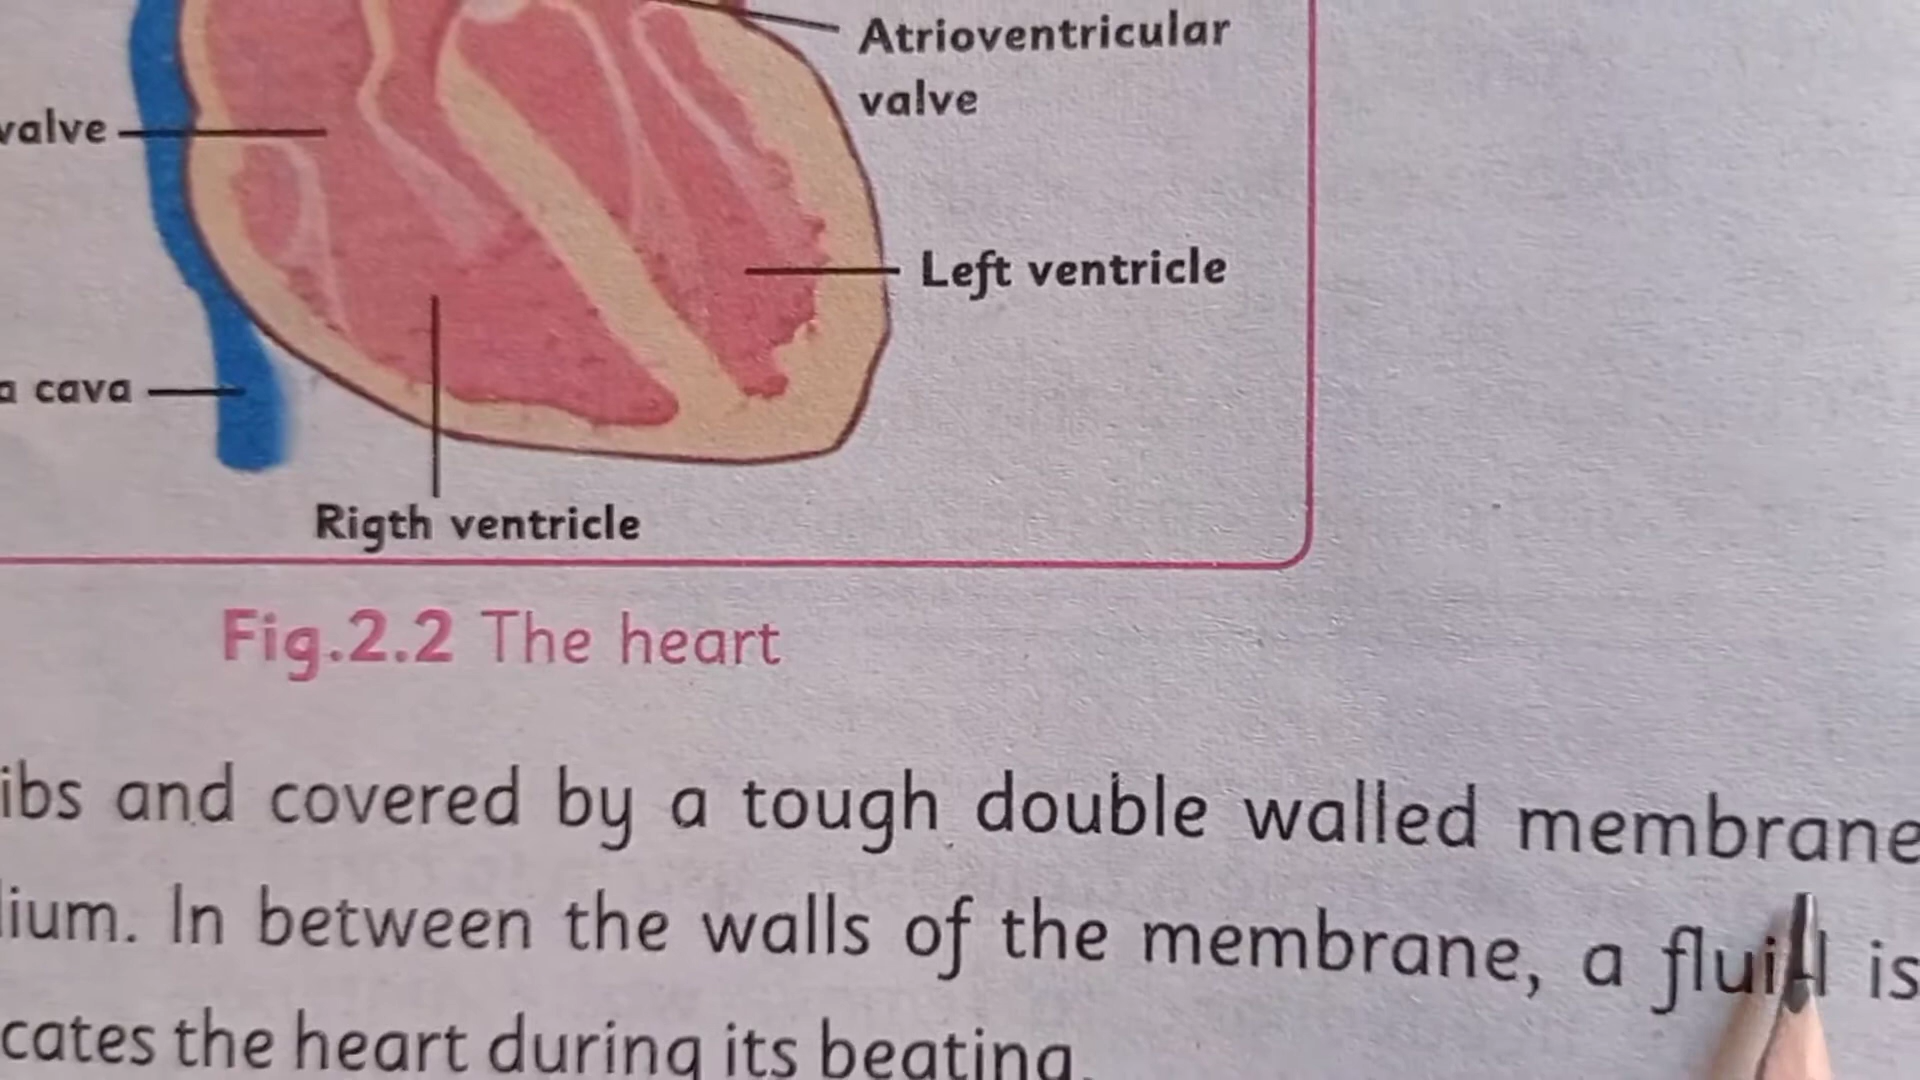 Atrioventricular
valve
valve
Left ventricle
a cava
Rigth ventricle
Fig.2.2 The heart
ibs and covered by a tough double walled membrane
ium. In between the walls of the membrane, a fluid is
cates the heart during its beating.